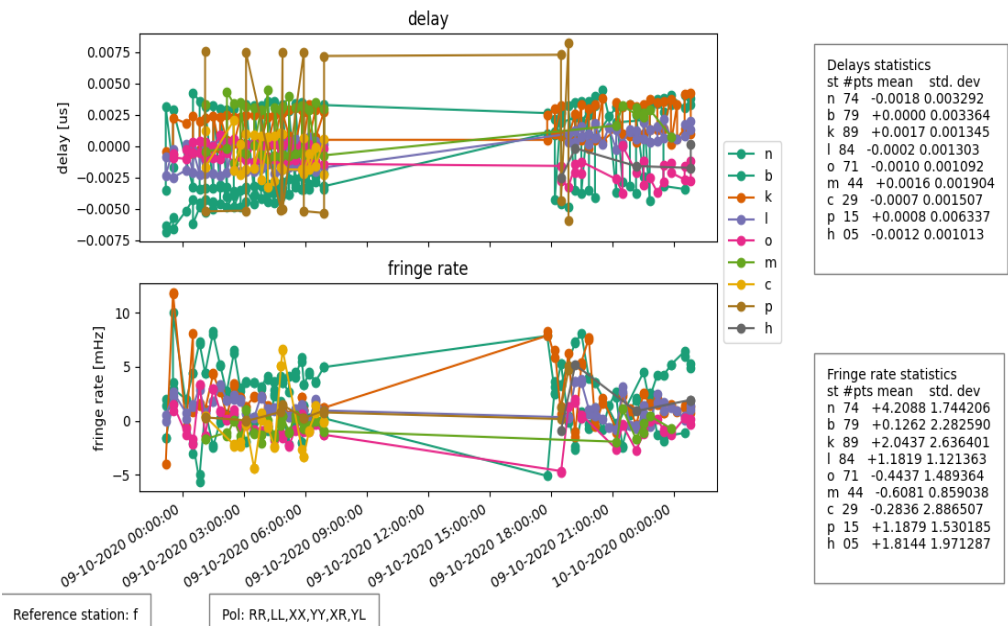 delay
0.0075
0.0050
0.0025
0.0000
−0.0025
−0.0050
−0.0075
delay [us]
fringe rate
10
5
0
−5
fringe rate [mHz]
09-10-2020 00:00:00
09-10-2020 03:00:00
09-10-2020 06:00:00
09-10-2020 09:00:00
09-10-2020 12:00:00
09-10-2020 15:00:00
09-10-2020 18:00:00
09-10-2020 21:00:00
10-10-2020 00:00:00
n
b
k
l
o
m
c
p
h
Delays statistics
st #pts mean std. dev
n 74 -0.0018 0.003292
b 79 +0.0000 0.003364
k 89 +0.0017 0.001345
l 84 -0.0002 0.001303
o 71 -0.0010 0.001092
m 44 +0.0016 0.001904
c 29 -0.0007 0.001507
p 15 +0.0008 0.006337
h 05 -0.0012 0.001013
Fringe rate statistics
st #pts mean std. dev
n 74 +4.2088 1.744206
b 79 +0.1262 2.282590
k 89 +2.0437 2.636401
l 84 +1.1819 1.121363
o 71 -0.4437 1.489364
m 44 -0.6081 0.859038
c 29 -0.2836 2.886507
p 15 +1.1879 1.530185
h 05 +1.8144 1.971287
Reference station: f
Pol: RR,LL,XX,YY,XR,YL